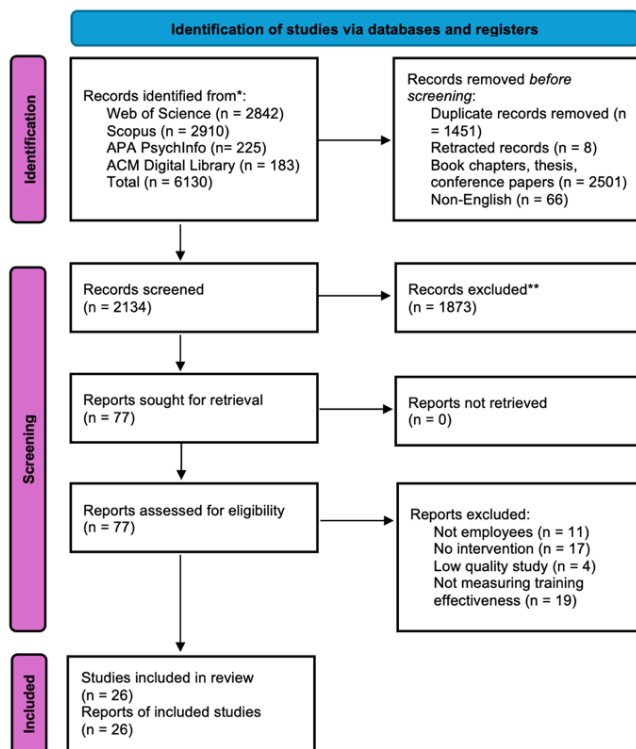 Identification of studies via databases and registers
Identification
Records identified from*:
Web of Science (n = 2842)
Scopus (n = 2910)
APA PsychInfo (n= 225)
ACM Digital Library (n = 183)
Total (n = 6130)
Records removed before
screening:
Duplicate records removed (n
= 1451)
Retracted records (n = 8)
Book chapters, thesis,
conference papers (n = 2501)
Non-English (n = 66)
Screening
Records screened
(n = 2134)
Records excluded**
(n = 1873)
Reports sought for retrieval
(n = 77)
Reports not retrieved
(n = 0)
Reports assessed for eligibility
(n = 77)
Reports excluded:
Not employees (n = 11)
No intervention (n = 17)
Low quality study (n = 4)
Not measuring training
effectiveness (n = 19)
Included
Studies included in review
(n = 26)
Reports of included studies
(n = 26)